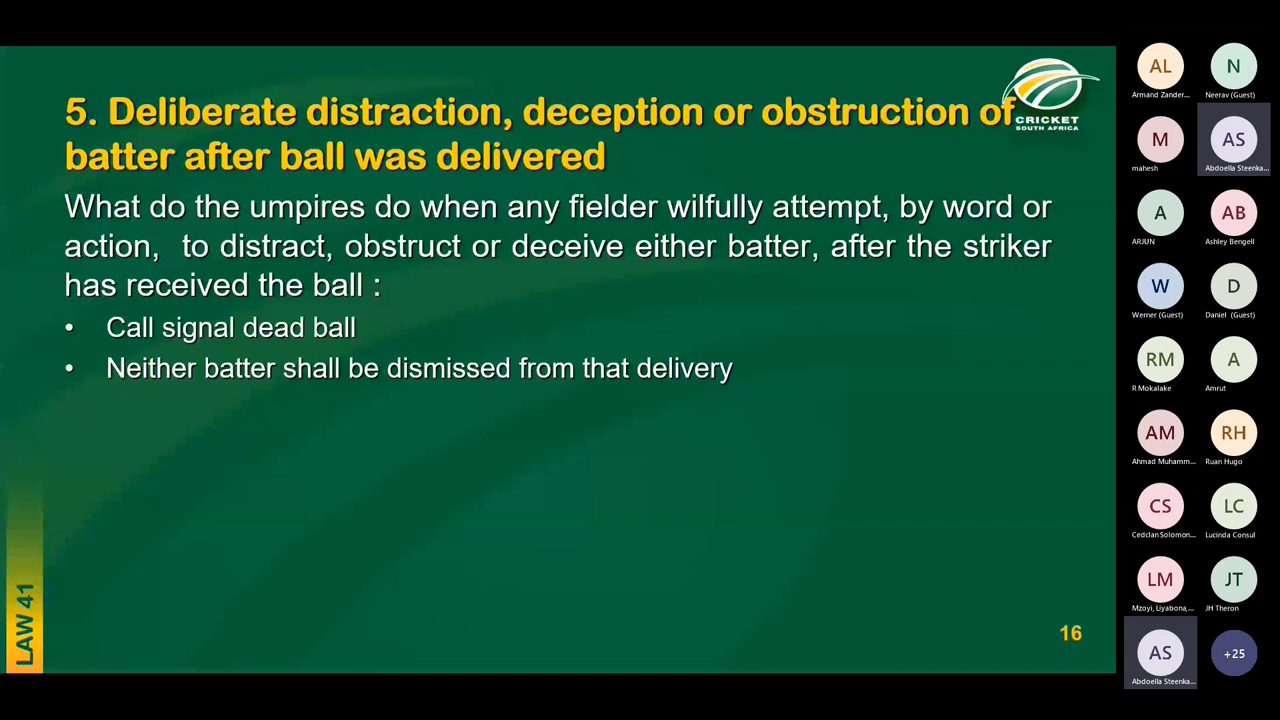 5. Deliberate distraction, deception or obstruction of
batter after ball was delivered
CRICKET
SOUTH AFRICA
What do the umpires do when any fielder wilfully attempt, by word or
action, to distract, obstruct or deceive either batter, after the striker
has received the ball :
• Call signal dead ball
• Neither batter shall be dismissed from that delivery
LAW 41
16
AL
Armand Zander...
N
Neerav (Guest)
M
mahesh
AS
Abdoella Steenka...
A
ARJUN
AB
Ashley Bengell
W
Werner (Guest)
D
Daniel (Guest)
RM
R Mokalake
A
Amrut
AM
Ahmad Muhamm...
RH
Ruan Hugo
CS
Cedclan Solomon...
LC
Lucinda Consul
LM
Mzoyi, Liyabona,...
JT
JH Theron
AS
Abdoella Steenka...
+25